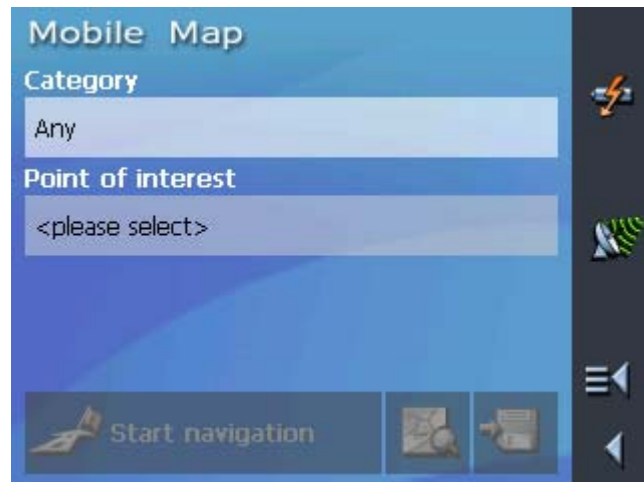 Mobile Map
Category
Any
Point of interest
<please select>
Start navigation